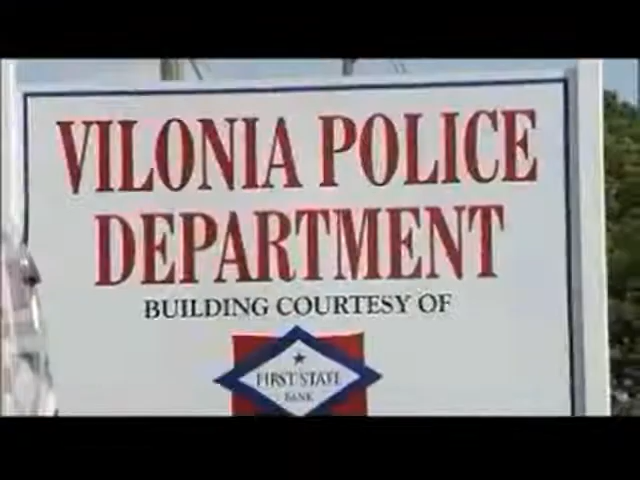 VILONIA POLICE
DEPARTMENT
BUILDING COURTESY OF
FIRST STATE
BANK